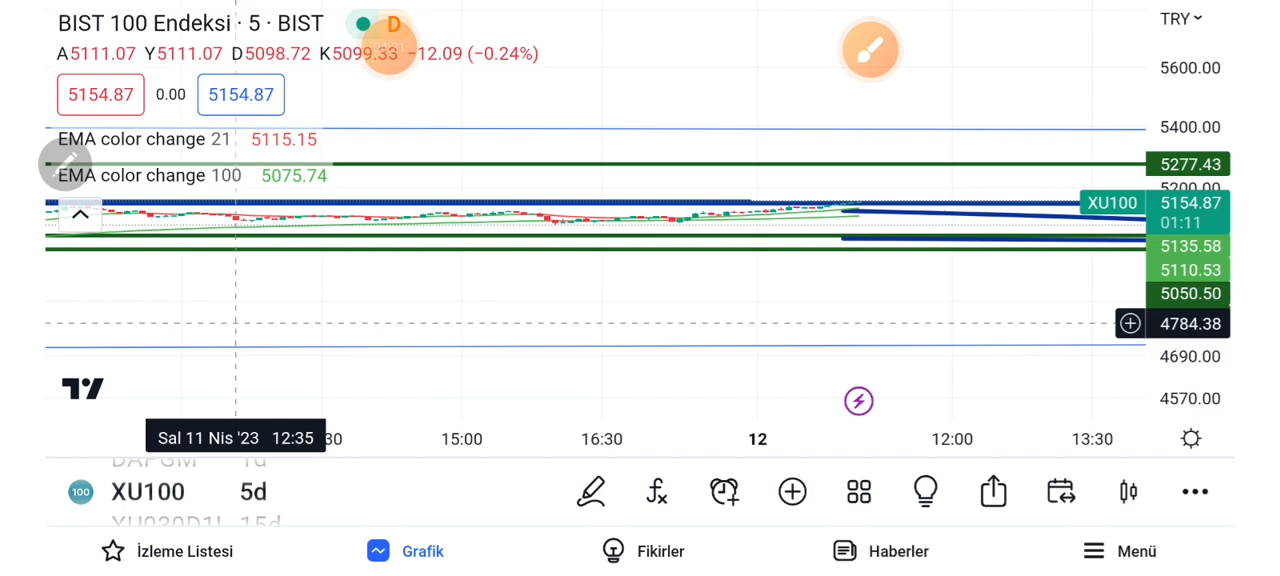 BIST 100 Endeksi · 5 · BIST D TRY
A5111.07 Y5111.07 D5098.72 K5099.33 −12.09 (−0.24%)
5600.00
5154.87 0.00 5154.87
5400.00
EMA color change 21 5115.15
5277.43
EMA color change 100 5075.74
5200.00
XU100 5154.87
01:11
5135.58
5110.53
5050.50
4784.38
4690.00
4570.00
Sal 11 Nis '23 12:35 30 15:00 16:30 12 12:00 13:30
DAPGM 1d
100 XU100 5d
XU030D1! 15d
İzleme Listesi Grafik Fikirler Haberler Menü